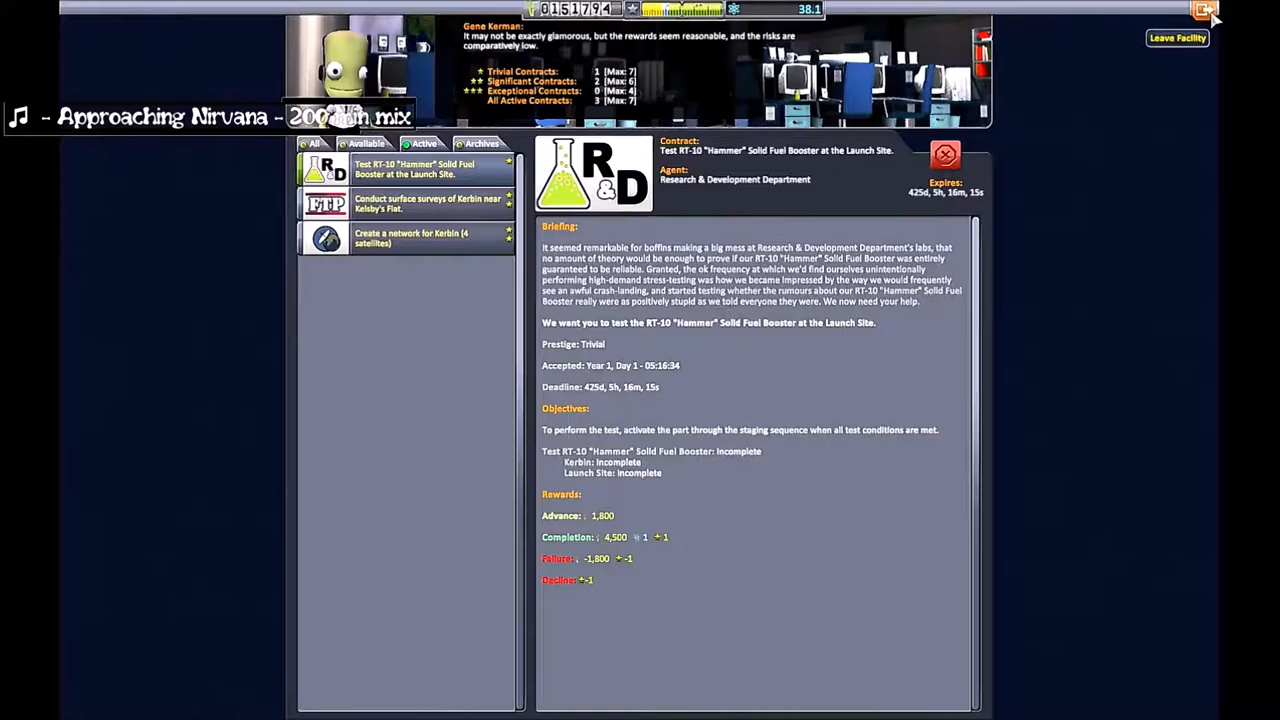 0151794
38.1
Gene Kerman:
It may not be exactly glamorous, but the rewards seem reasonable, and the risks are
comparatively low.
Leave Facility
Trivial Contracts: 1 [Max: 7]
Significant Contracts: 2 [Max: 6]
Exceptional Contracts: 0 [Max: 4]
All Active Contracts: 3 [Max: 7]
♫ - Approaching Nirvana - 200 min mix
All Available Active Archives
Test RT-10 "Hammer" Solid Fuel
Booster at the Launch Site.
Conduct surface surveys of Kerbin near
Kelsby's Flat.
Create a network for Kerbin (4
satellites)
R&D
FTP
R&D
Contract:
Test RT-10 "Hammer" Solid Fuel Booster at the Launch Site.
Agent:
Research & Development Department
Expires:
425d, 5h, 16m, 15s
Briefing:
It seemed remarkable for boffins making a big mess at Research & Development Department's labs, that
no amount of theory would be enough to prove if our RT-10 "Hammer" Solid Fuel Booster was entirely
guaranteed to be reliable. Granted, the ok frequency at which we'd find ourselves unintentionally
performing high-demand stress-testing was how we became impressed by the way we would frequently
see an awful crash-landing, and started testing whether the rumours about our RT-10 "Hammer" Solid Fuel
Booster really were as positively stupid as we told everyone they were. We now need your help.
We want you to test the RT-10 "Hammer" Solid Fuel Booster at the Launch Site.
Prestige: Trivial
Accepted: Year 1, Day 1 - 05:16:34
Deadline: 425d, 5h, 16m, 15s
Objectives:
To perform the test, activate the part through the staging sequence when all test conditions are met.
Test RT-10 "Hammer" Solid Fuel Booster: Incomplete
Kerbin: Incomplete
Launch Site: Incomplete
Rewards:
Advance: 1,800
Completion: 4,500 1 1
Failure: -1,800 -1
Decline: -1